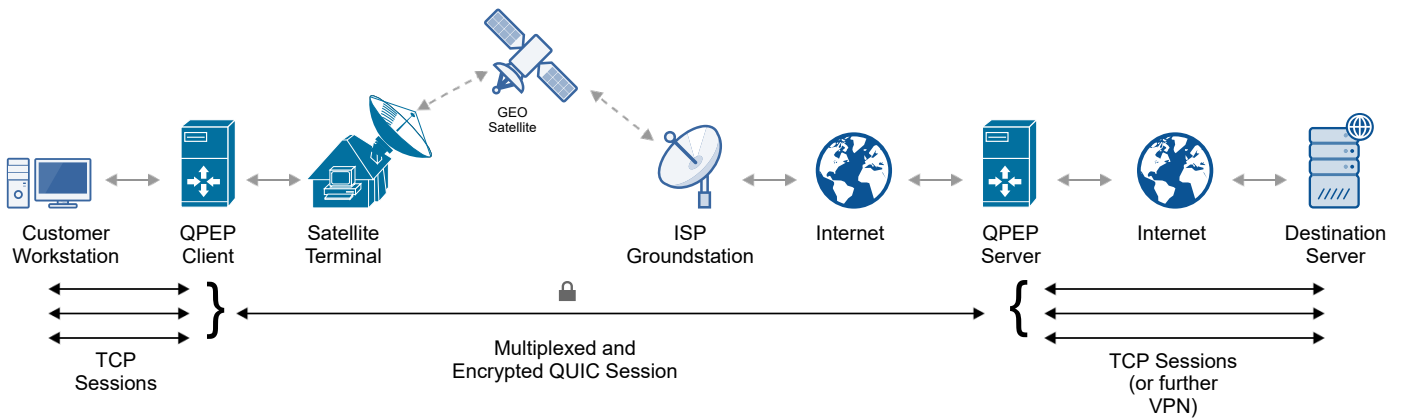 GEO
Satellite
Customer
Workstation
QPEP
Client
Satellite
Terminal
ISP
Groundstation
Internet
QPEP
Server
Internet
Destination
Server
TCP
Sessions
Multiplexed and
Encrypted QUIC Session
TCP Sessions
(or further
VPN)